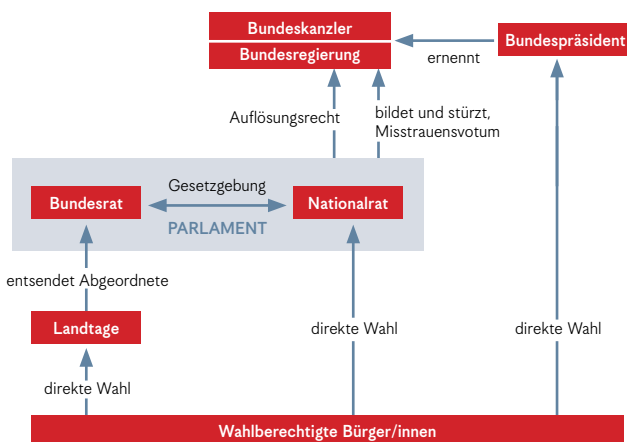 Bundeskanzler
Bundesregierung
Bundespräsident
ernennt
Auflösungsrecht
bildet und stürzt,
Misstrauensvotum
Gesetzgebung
Bundesrat
Nationalrat
PARLAMENT
entsendet Abgeordnete
Landtage
direkte Wahl
direkte Wahl
direkte Wahl
Wahlberechtigte Bürger/innen